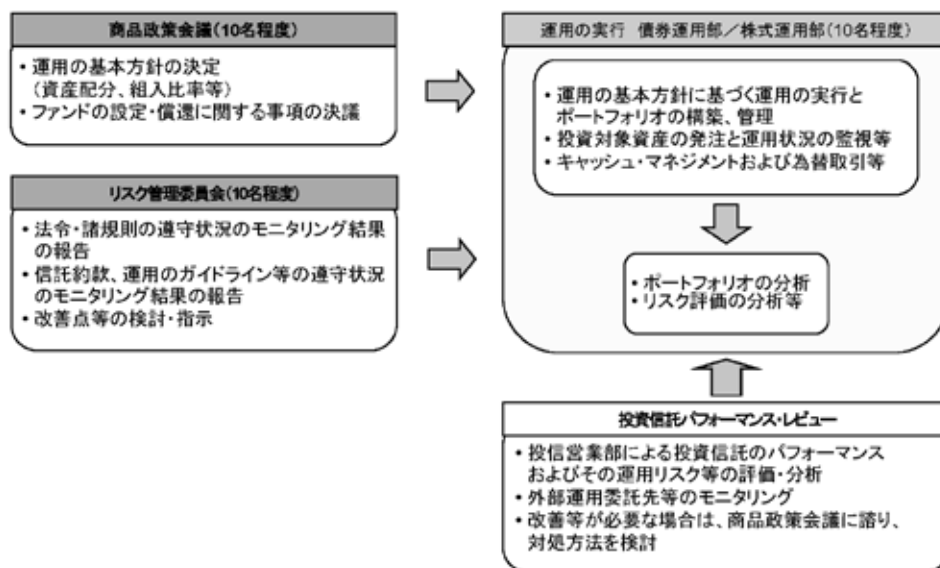 商品政策会議(10名程度)
・運用の基本方針の決定
(資産配分、組入比率等)
・ファンドの設定・償還に関する事項の決議
リスク管理委員会(10名程度)
・法令・諸規則の遵守状況のモニタリング結果
の報告
・信託約款、運用のガイドライン等の遵守状況
のモニタリング結果の報告
・改善点等の検討・指示
運用の実行 債券運用部/株式運用部(10名程度)
・運用の基本方針に基づく運用の実行と
ポートフォリオの構築、管理
・投資対象資産の発注と運用状況の監視等
・キャッシュ・マネジメントおよび為替取引等
・ポートフォリオの分析
・リスク評価の分析等
投資信託パフォーマンス・レビュー
・投信営業部による投資信託のパフォーマンス
およびその運用リスク等の評価・分析
・外部運用委託先等のモニタリング
・改善等が必要な場合は、商品政策会議に諮り、
対処方法を検討